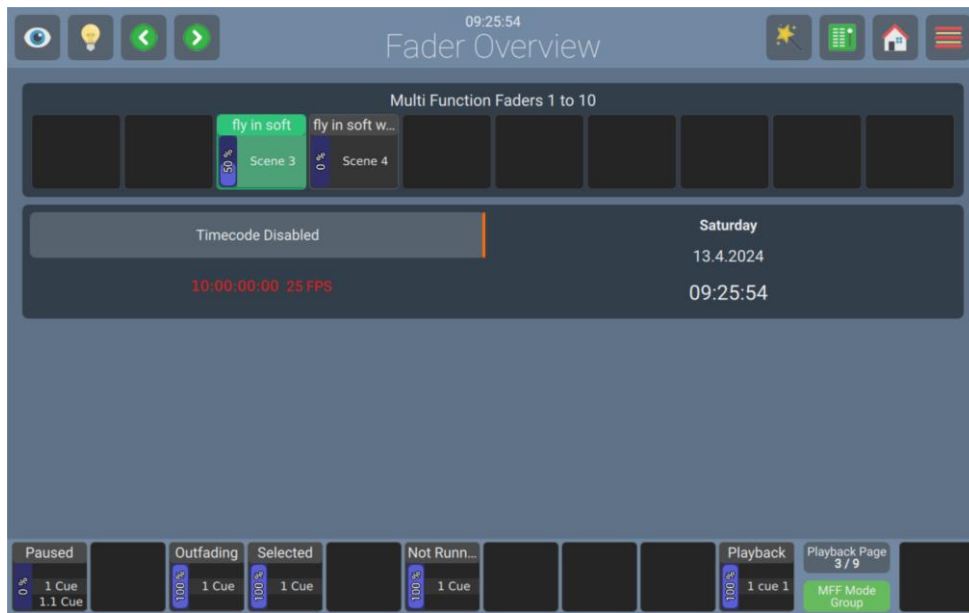 09:25:54
Fader Overview
Multi Function Faders 1 to 10
fly in soft
fly in soft w...
50 %
Scene 3
0 %
Scene 4
Timecode Disabled
10:00:00:00 25 FPS
Saturday
13.4.2024
09:25:54
Paused
0 %
1 Cue
1.1 Cue
Outfading
100 %
1 Cue
Selected
100 %
1 Cue
Not Runn...
100 %
1 Cue
Playback
100 %
1 cue 1
Playback Page
3 / 9
MFF Mode
Group